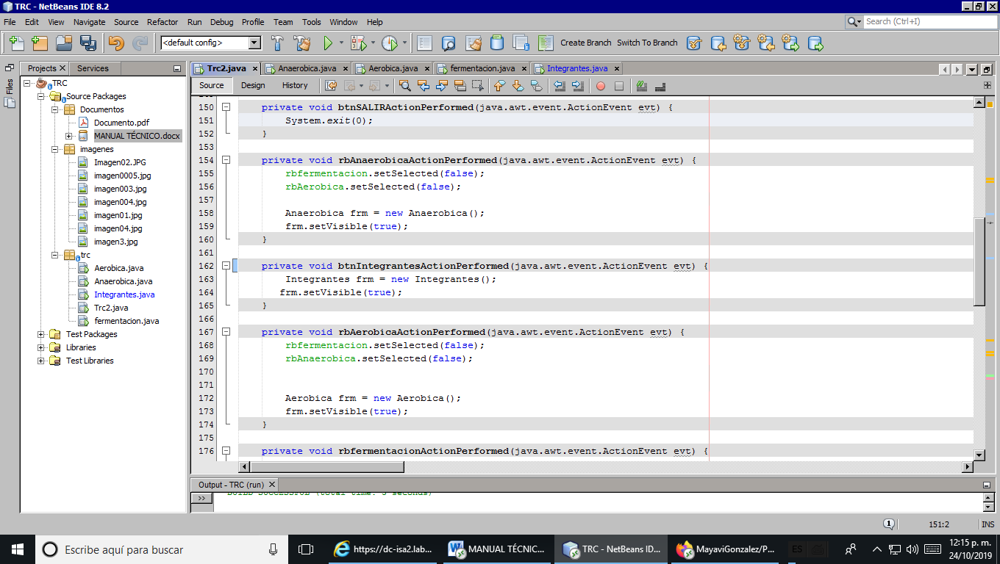 TRC - NetBeans IDE 8.2
File Edit View Navigate Source Refactor Run Debug Profile Team Tools Window Help
Search (Ctrl+I)
<default config>
Create Branch Switch To Branch
Files
Projects Services
TRC
Source Packages
Documentos
Documento.pdf
MANUAL TÉCNICO.docx
imagenes
Imagen02.JPG
imagen0005.jpg
imagen003.jpg
imagen004.jpg
imagen01.jpg
imagen04.jpg
imagen3.jpg
trc
Aerobica.java
Anaerobica.java
Integrantes.java
Trc2.java
fermentacion.java
Test Packages
Libraries
Test Libraries
Trc2.java Anaerobica.java Aerobica.java fermentacion.java Integrantes.java
Source Design History
150 private void btnSALIRActionPerformed(java.awt.event.ActionEvent evt) {
151 System.exit(0);
152 }
153
154 private void rbAnaerobicaActionPerformed(java.awt.event.ActionEvent evt) {
155 rbfermentacion.setSelected(false);
156 rbAerobica.setSelected(false);
157
158 Anaerobica frm = new Anaerobica();
159 frm.setVisible(true);
160 }
161
162 private void btnIntegrantesActionPerformed(java.awt.event.ActionEvent evt) {
163 Integrantes frm = new Integrantes();
164 frm.setVisible(true);
165 }
166
167 private void rbAerobicaActionPerformed(java.awt.event.ActionEvent evt) {
168 rbfermentacion.setSelected(false);
169 rbAnaerobica.setSelected(false);
170
171
172 Aerobica frm = new Aerobica();
173 frm.setVisible(true);
174 }
175
176 private void rbfermentacionActionPerformed(java.awt.event.ActionEvent evt) {
Output - TRC (run)
>> BUILD SUCCESSFUL (total time: 3 seconds)
1 151:2 INS
Escribe aquí para buscar
https://dc-isa2.lab...
MANUAL TÉCNIC...
TRC - NetBeans ID...
MayaviGonzalez/P...
ES
12:15 p. m.
24/10/2019